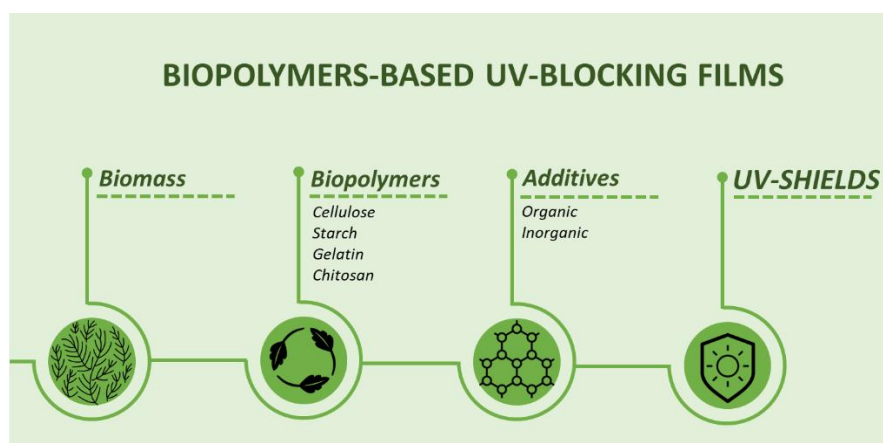 BIOPOLYMERS-BASED UV-BLOCKING FILMS
Biomass
Biopolymers
Cellulose
Starch
Gelatin
Chitosan
Additives
Organic
Inorganic
UV-SHIELDS